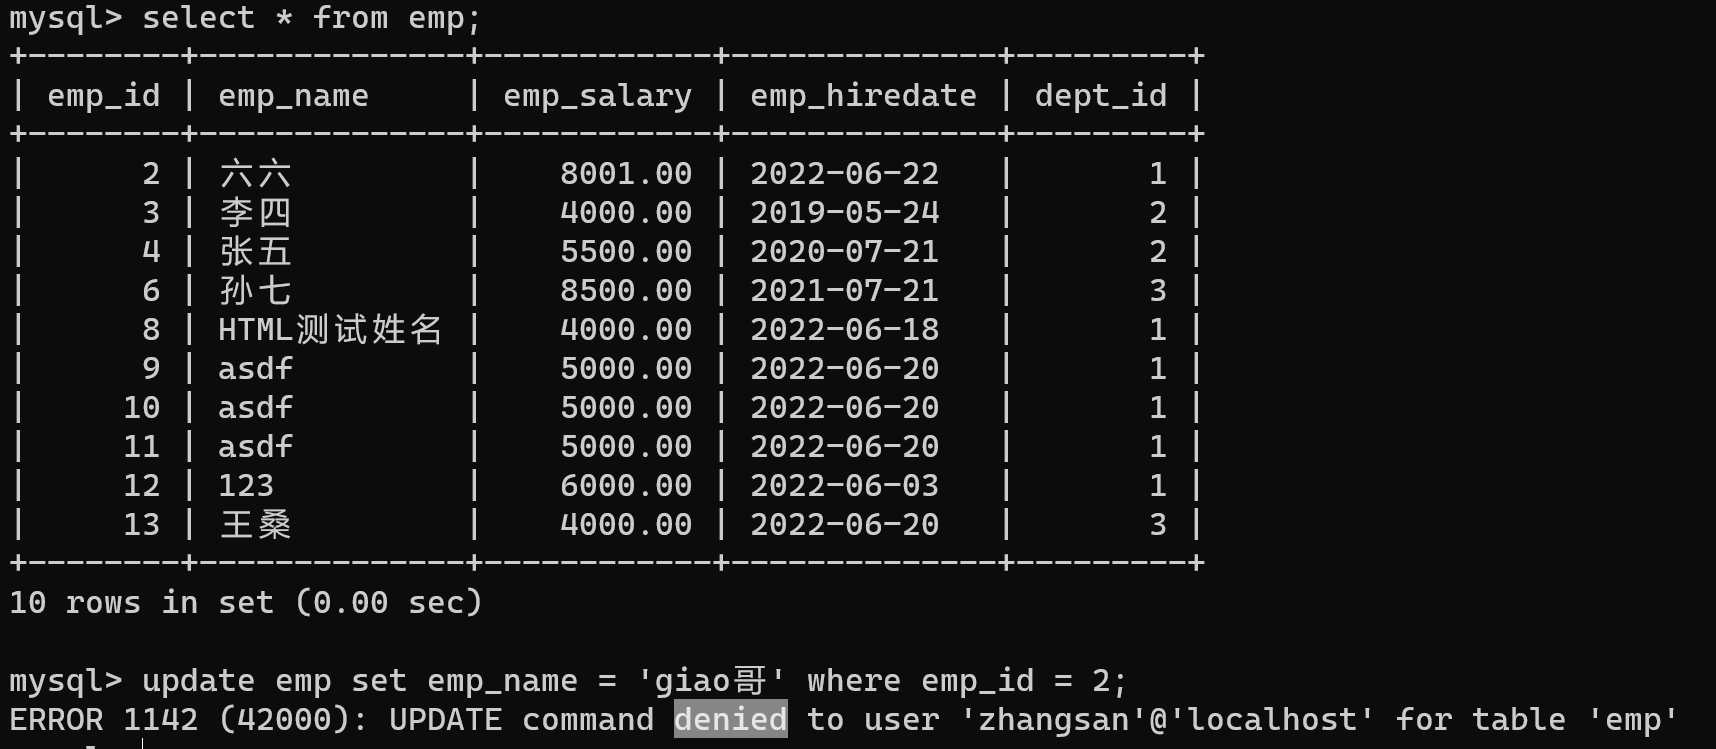 mysql> select * from emp;
+--------+--------------+------------+--------------+---------+
| emp_id | emp_name     | emp_salary | emp_hiredate | dept_id |
+--------+--------------+------------+--------------+---------+
|      2 | 六六         |    8001.00 | 2022-06-22   |       1 |
|      3 | 李四         |    4000.00 | 2019-05-24   |       2 |
|      4 | 张五         |    5500.00 | 2020-07-21   |       2 |
|      6 | 孙七         |    8500.00 | 2021-07-21   |       3 |
|      8 | HTML测试姓名 |    4000.00 | 2022-06-18   |       1 |
|      9 | asdf         |    5000.00 | 2022-06-20   |       1 |
|     10 | asdf         |    5000.00 | 2022-06-20   |       1 |
|     11 | asdf         |    5000.00 | 2022-06-20   |       1 |
|     12 | 123          |    6000.00 | 2022-06-03   |       1 |
|     13 | 王桑         |    4000.00 | 2022-06-20   |       3 |
+--------+--------------+------------+--------------+---------+
10 rows in set (0.00 sec)
mysql> update emp set emp_name = 'giao哥' where emp_id = 2;
ERROR 1142 (42000): UPDATE command denied to user 'zhangsan'@'localhost' for table 'emp'